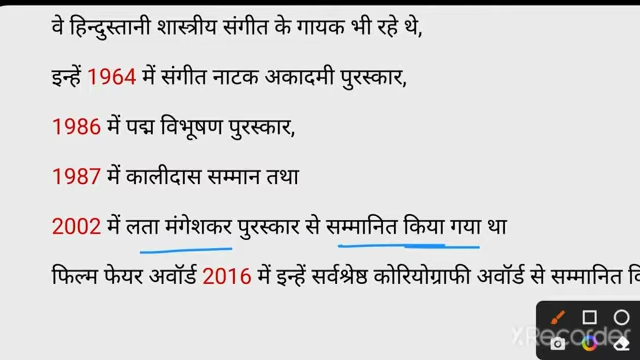 वे हिन्दुस्तानी शास्त्रीय संगीत के गायक भी रहे थे,
इन्हें 1964 में संगीत नाटक अकादमी पुरस्कार,
1986 में पद्म विभूषण पुरस्कार,
1987 में कालीदास सम्मान तथा
2002 में लता मंगेशकर पुरस्कार से सम्मानित किया गया था
फिल्म फेयर अवॉर्ड 2016 में इन्हें सर्वश्रेष्ठ कोरियोग्राफी अवॉर्ड से सम्मानित
XRecorder